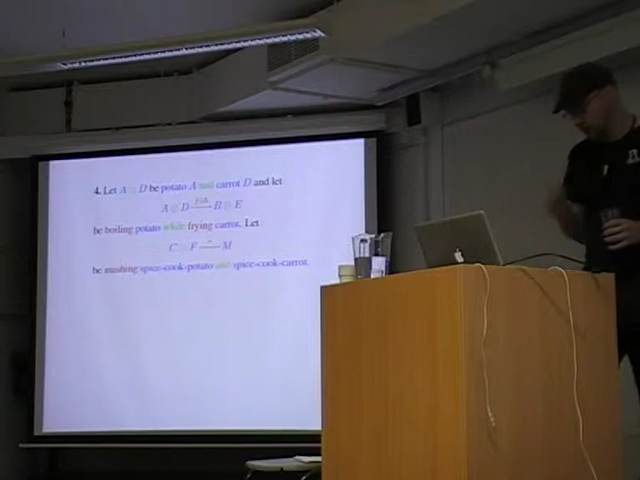 4. Let A ⊗ D be potato A and carrot D and let
A ⊗ D —f⊗h→ B ⊗ E
be boiling potato while frying carrot. Let
C ⊗ F —x→ M
be mashing spice-cook-potato and spice-cook-carrot.